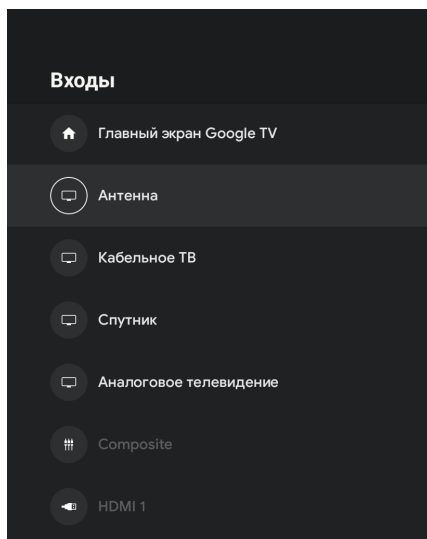 Входы
Главный экран Google TV
Антенна
Кабельное ТВ
Спутник
Аналоговое телевидение
Composite
HDMI 1